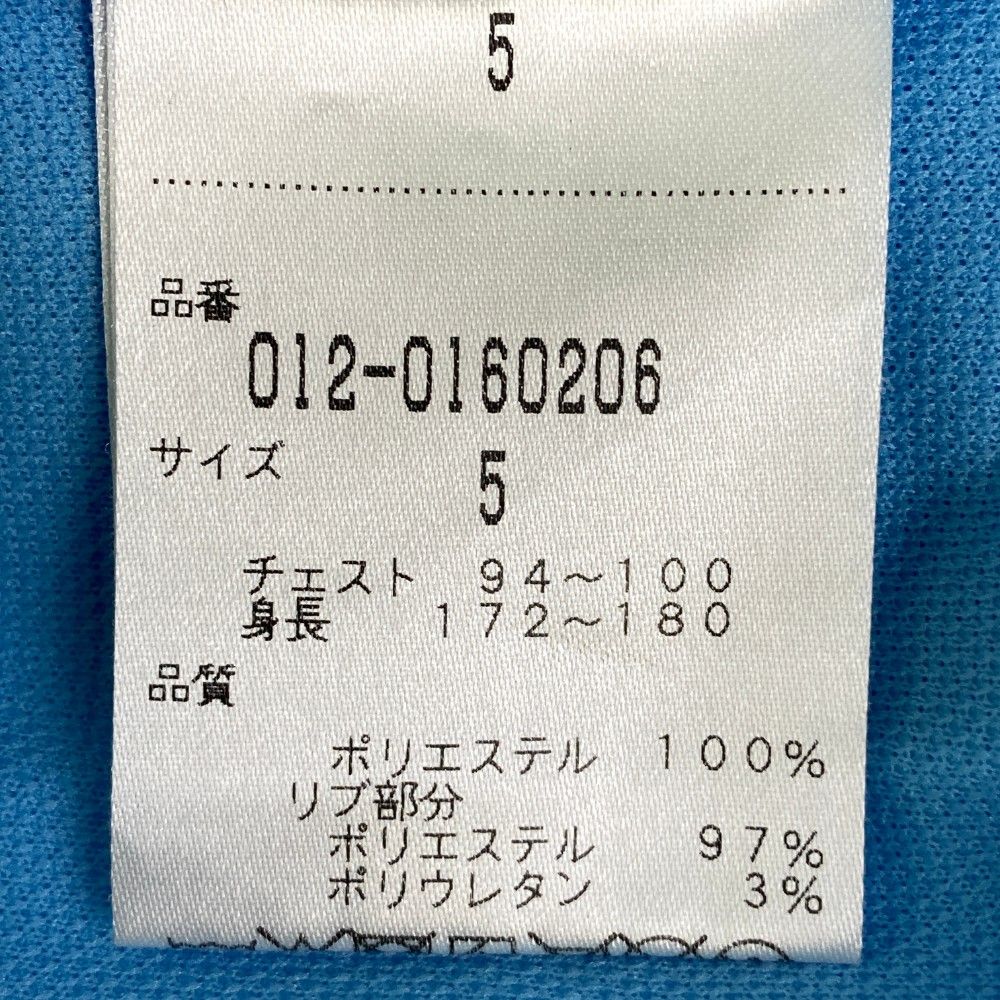 5
品番
012-0160206
サイズ
5
チェスト 94～100
身長 172～180
品質
ポリエステル 100%
リブ部分
ポリエステル 97%
ポリウレタン 3%